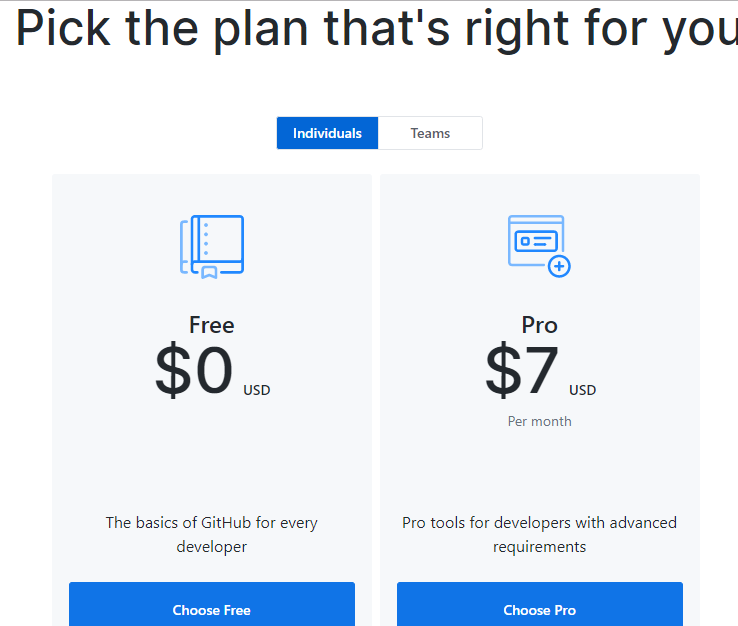 Pick the plan that's right for you
Individuals
Teams
Free
$0 USD
The basics of GitHub for every
developer
Choose Free
Pro
$7 USD
Per month
Pro tools for developers with advanced
requirements
Choose Pro